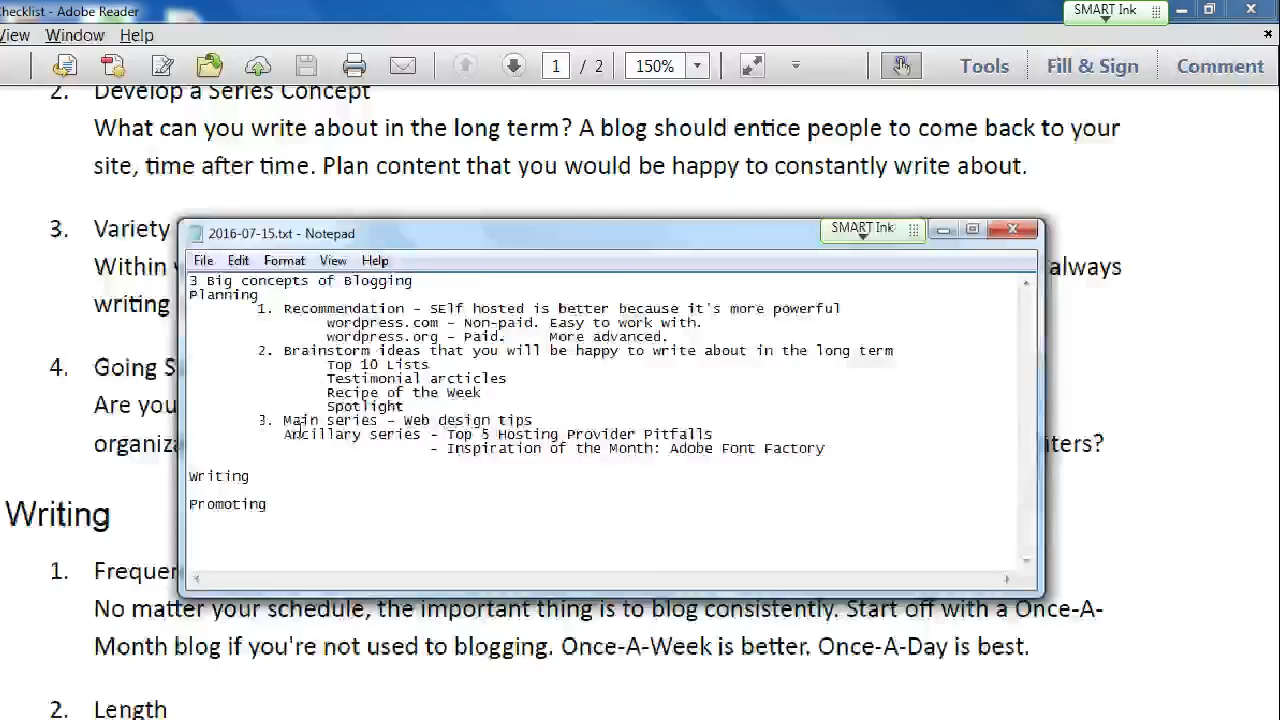 Checklist - Adobe Reader
SMART Ink
View Window Help
1 / 2 150% Tools Fill & Sign Comment
2. Develop a Series Concept
What can you write about in the long term? A blog should entice people to come back to your
site, time after time. Plan content that you would be happy to constantly write about.
3. Variety
Within always
writing
4. Going
Are you
iters?
Writing
1.
No matter your schedule, the important thing is to blog consistently. Start off with a Once-A-
Month blog if you're not used to blogging. Once-A-Week is better. Once-A-Day is best.
2. Length
2016-07-15.txt - Notepad
SMART Ink
File Edit Format View Help
3 Big concepts of Blogging
Planning
1. Recommendation - SElf hosted is better because it's more powerful
wordpress.com - Non-paid. Easy to work with.
wordpress.org - Paid. More advanced.
2. Brainstorm ideas that you will be happy to write about in the long term
Top 10 Lists
Testimonial arcticles
Recipe of the Week
Spotlight
3. Main series - Web design tips
Ancillary series - Top 5 Hosting Provider Pitfalls
- Inspiration of the Month: Adobe Font Factory
Writing
Promoting